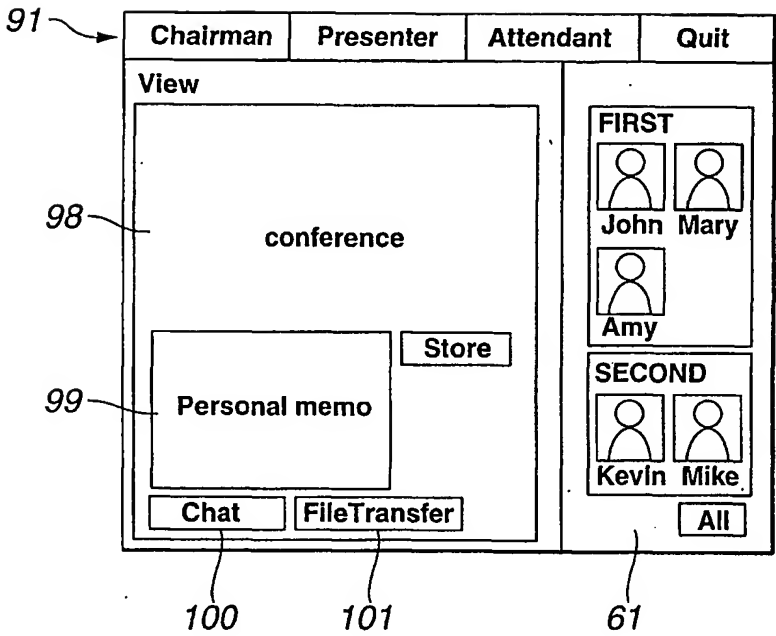 91
Chairman Presenter Attendant Quit
View
FIRST
John Mary
Amy
98
conference
Store
99
Personal memo
SECOND
Kevin Mike
Chat FileTransfer
All
100 101 61